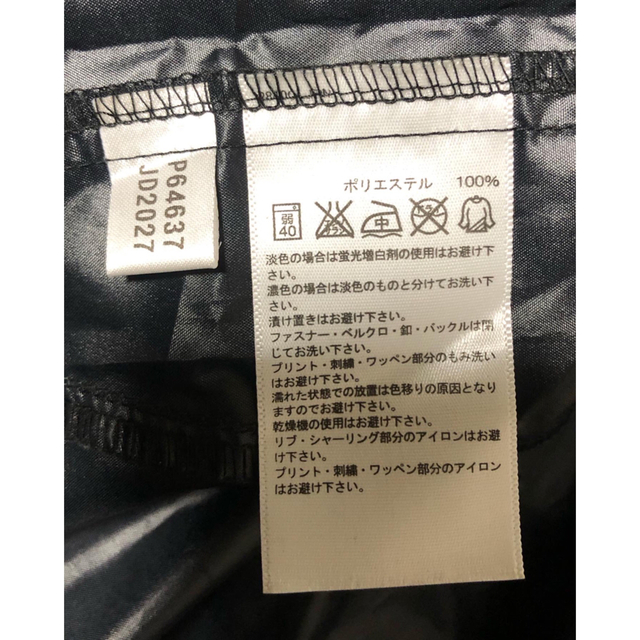 P64637
JD2027
ポリエステル 100%
弱
40
エンソ
サラシ
中
ドライ
淡色の場合は蛍光増白剤の使用はお避け下
さい。
濃色の場合は淡色のものと分けてお洗い下
さい。
漬け置きはお避け下さい。
ファスナー・ベルクロ・釦・バックルは閉
じてお洗い下さい。
プリント・刺繍・ワッペン部分のもみ洗い
はお避け下さい。
濡れた状態での放置は色移りの原因となり
ますのでお避け下さい。
乾燥機の使用はお避け下さい。
リブ・シャーリング部分のアイロンはお避
け下さい。
プリント・刺繍・ワッペン部分のアイロン
はお避け下さい。